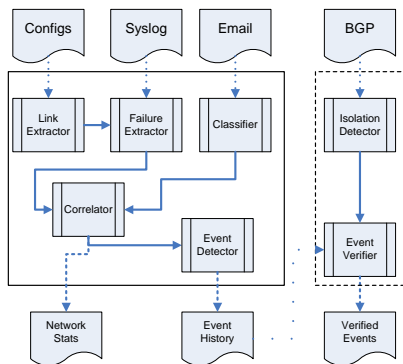 Configs
Syslog
Email
BGP
Link
Extractor
Failure
Extractor
Classifier
Isolation
Detector
Correlator
Event
Detector
Event
Verifier
Network
Stats
Event
History
Verified
Events